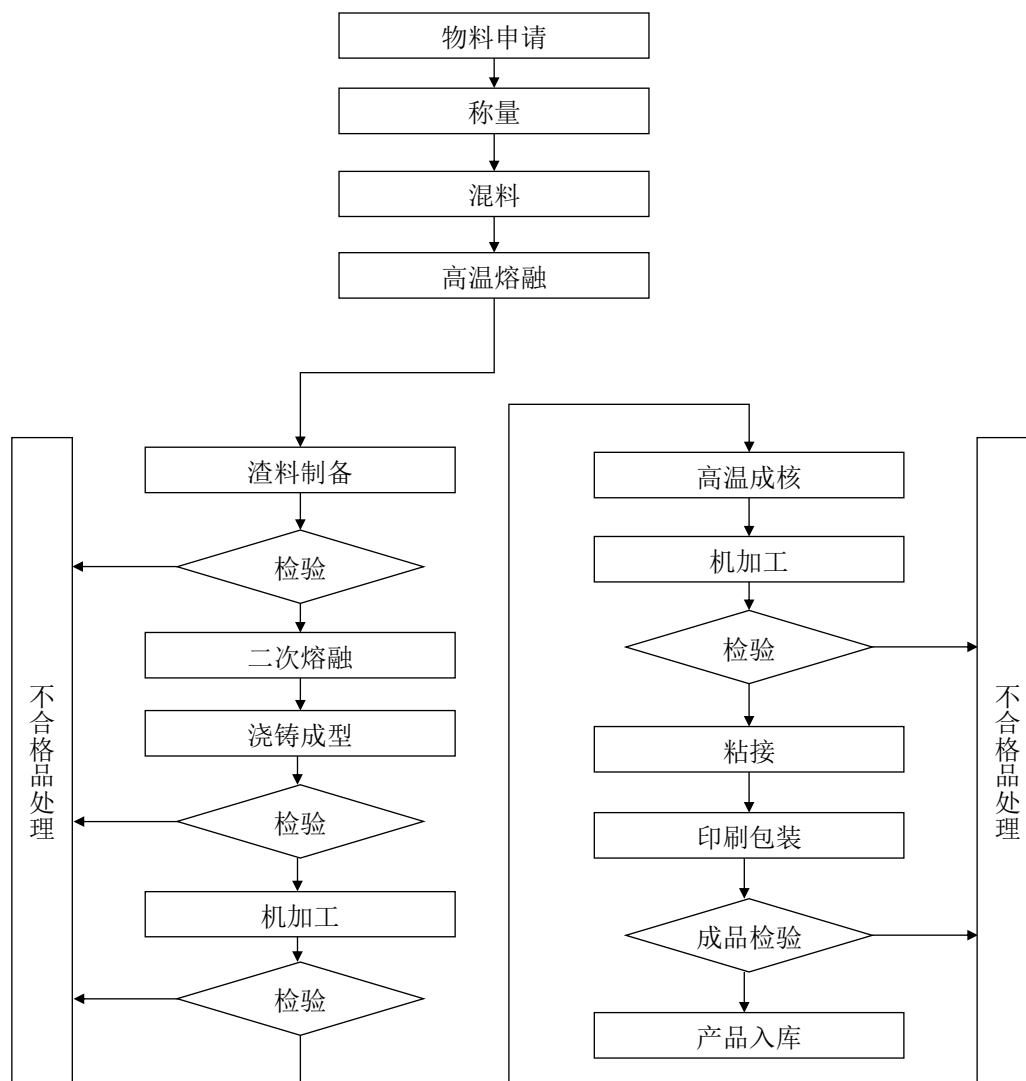 物料申请
称量
混料
高温熔融
渣料制备
检验
二次熔融
浇铸成型
检验
机加工
检验
不合格品处理
高温成核
机加工
检验
粘接
印刷包装
成品检验
产品入库
不合格品处理